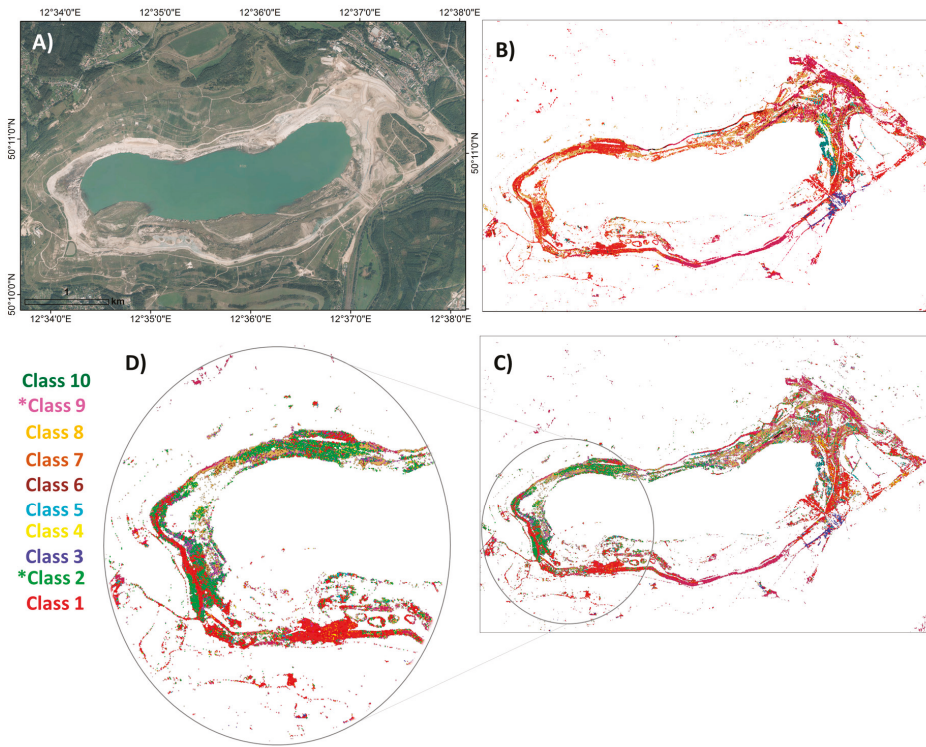 12°34'0"E 12°35'0"E 12°36'0"E 12°37'0"E 12°38'0"E
A)
B)
50°11'0"N
50°11'0"N
50°10'0"N
1
km
12°34'0"E 12°35'0"E 12°36'0"E 12°37'0"E 12°38'0"E
D)
C)
Class 10
*Class 9
Class 8
Class 7
Class 6
Class 5
Class 4
Class 3
*Class 2
Class 1